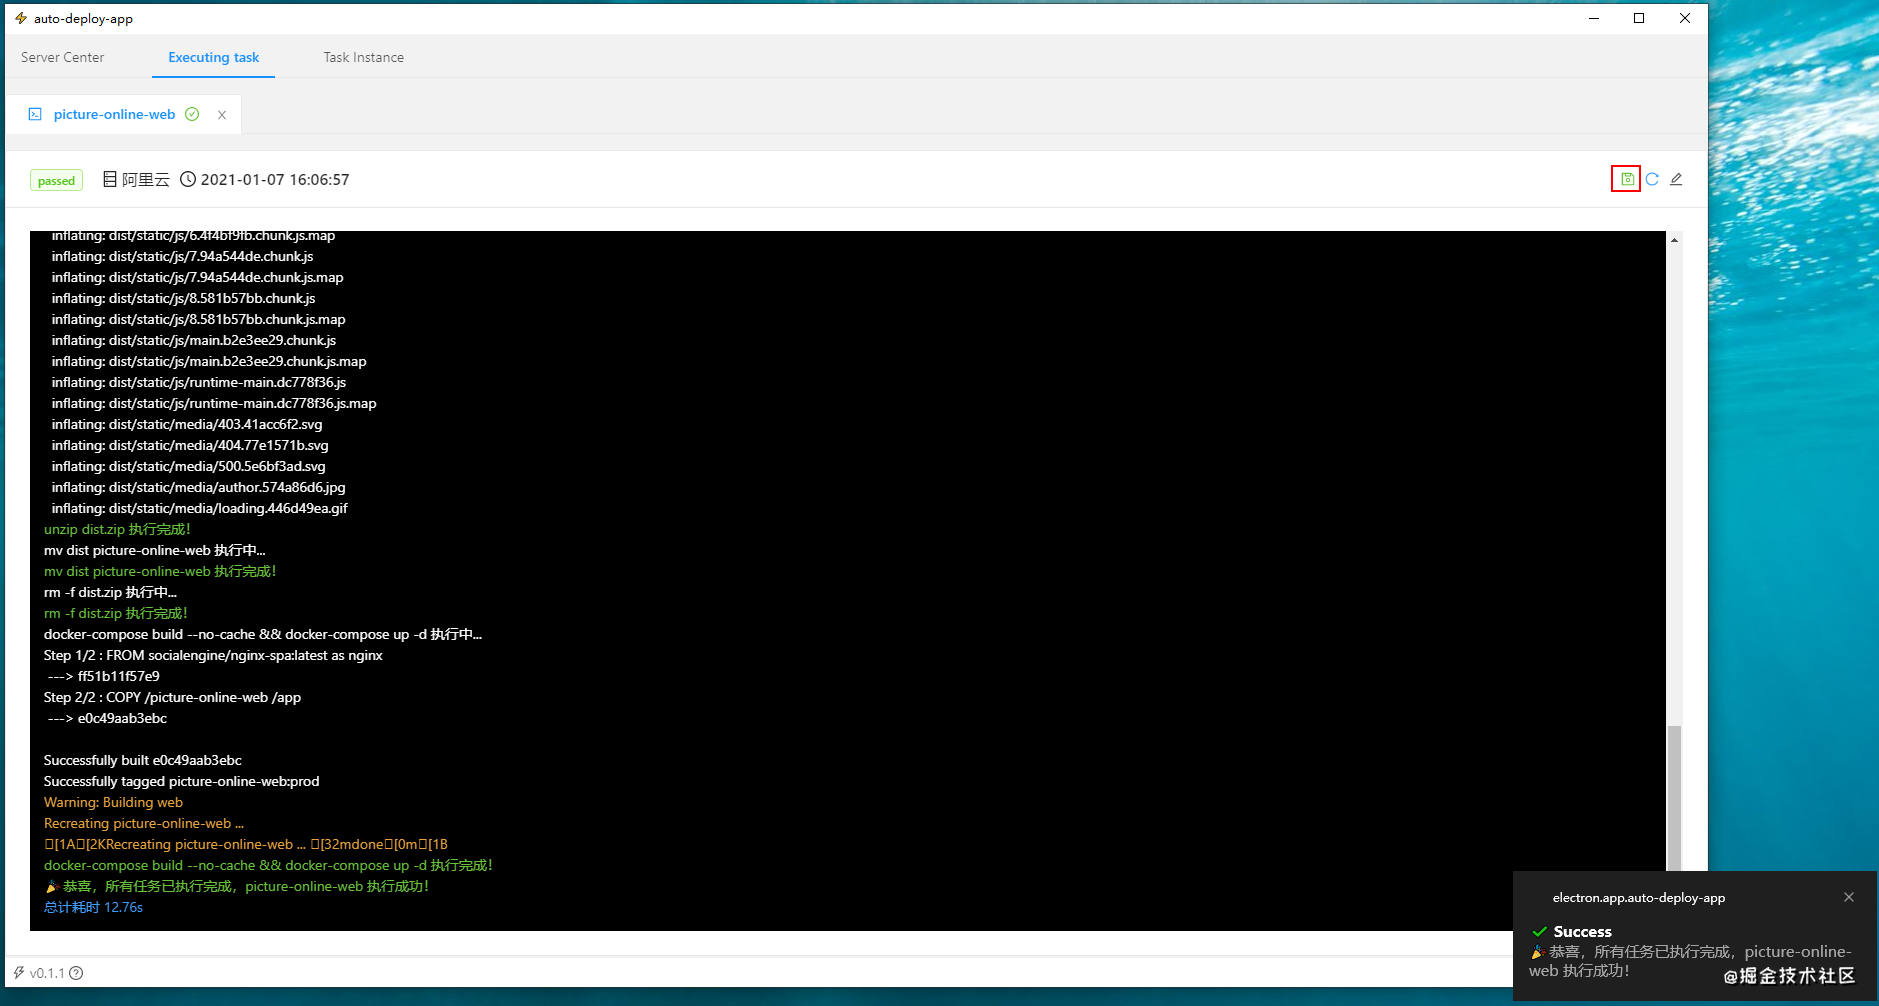 auto-deploy-app
Server Center
Executing task
Task Instance
picture-online-web
passed
阿里云
2021-01-07 16:06:57
inflating: dist/static/js/6.4f4bf9fb.chunk.js.map
inflating: dist/static/js/7.94a544de.chunk.js
inflating: dist/static/js/7.94a544de.chunk.js.map
inflating: dist/static/js/8.581b57bb.chunk.js
inflating: dist/static/js/8.581b57bb.chunk.js.map
inflating: dist/static/js/main.b2e3ee29.chunk.js
inflating: dist/static/js/main.b2e3ee29.chunk.js.map
inflating: dist/static/js/runtime-main.dc778f36.js
inflating: dist/static/js/runtime-main.dc778f36.js.map
inflating: dist/static/media/403.41acc6f2.svg
inflating: dist/static/media/404.77e1571b.svg
inflating: dist/static/media/500.5e6bf3ad.svg
inflating: dist/static/media/author.574a86d6.jpg
inflating: dist/static/media/loading.446d49ea.gif
unzip dist.zip 执行完成！
mv dist picture-online-web 执行中...
mv dist picture-online-web 执行完成！
rm -f dist.zip 执行中...
rm -f dist.zip 执行完成！
docker-compose build --no-cache && docker-compose up -d 执行中...
Step 1/2 : FROM socialengine/nginx-spa:latest as nginx
---> ff51b11f57e9
Step 2/2 : COPY /picture-online-web /app
---> e0c49aab3ebc
Successfully built e0c49aab3ebc
Successfully tagged picture-online-web:prod
Warning: Building web
Recreating picture-online-web ...
□[1A□[2KRecreating picture-online-web ... □[32mdone□[0m□[1B
docker-compose build --no-cache && docker-compose up -d 执行完成！
🎉恭喜，所有任务已执行完成，picture-online-web 执行成功！
总计耗时 12.76s
v0.1.1
electron.app.auto-deploy-app
Success
🎉恭喜，所有任务已执行完成，picture-online-
web 执行成功！
@掘金技术社区